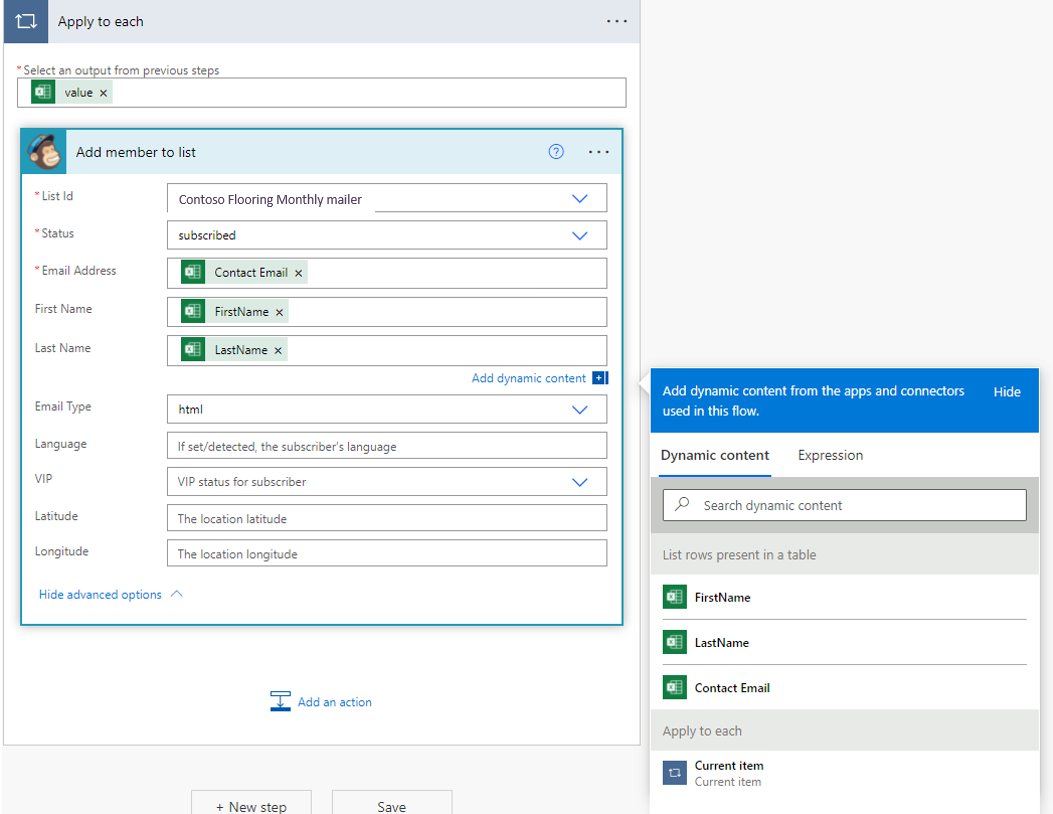 Apply to each
* Select an output from previous steps
value ×
Add member to list
* List Id
Contoso Flooring Monthly mailer
* Status
subscribed
* Email Address
Contact Email ×
First Name
FirstName ×
Last Name
LastName ×
Add dynamic content
Email Type
html
Language
If set/detected, the subscriber's language
VIP
VIP status for subscriber
Latitude
The location latitude
Longitude
The location longitude
Hide advanced options
Add an action
+ New step
Save
Add dynamic content from the apps and connectors
used in this flow.
Hide
Dynamic content
Expression
Search dynamic content
List rows present in a table
FirstName
LastName
Contact Email
Apply to each
Current item
Current item